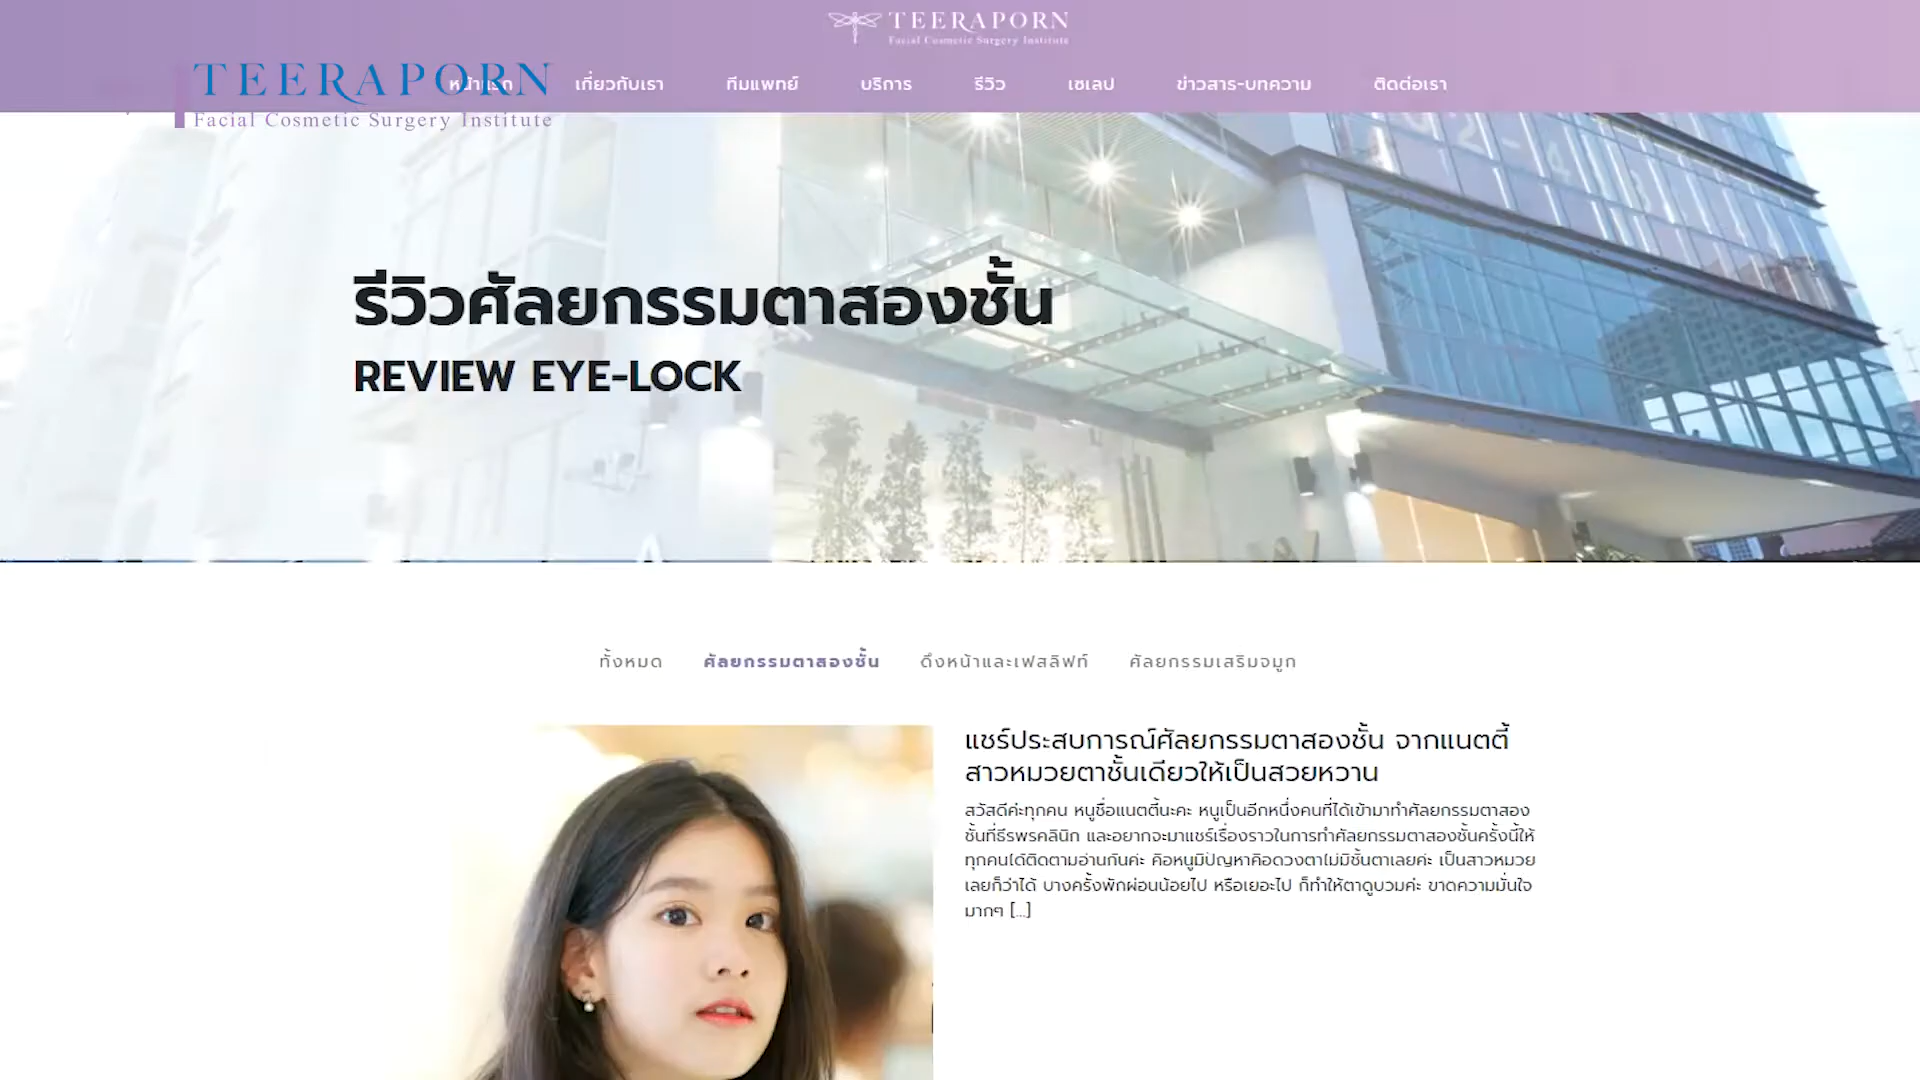 TEERAPORN
Facial Cosmetic Surgery Institute
TEERAPORN
Facial Cosmetic Surgery Institute
หน้าแรก เกี่ยวกับเรา ทีมแพทย์ บริการ รีวิว เซเลป ข่าวสาร-บทความ ติดต่อเรา
รีวิวศัลยกรรมตาสองชั้น
REVIEW EYE-LOCK
ทั้งหมด ศัลยกรรมตาสองชั้น ดึงหน้าและเฟสลิฟท์ ศัลยกรรมเสริมจมูก
แชร์ประสบการณ์ศัลยกรรมตาสองชั้น จากแนตตี้
สาวหมวยตาชั้นเดียวให้เป็นสวยหวาน
สวัสดีค่ะทุกคน หนูชื่อแนตตี้นะคะ หนูเป็นอีกหนึ่งคนที่ได้เข้ามาทำศัลยกรรมตาสอง
ชั้นที่ธีรพรคลินิก และอยากจะมาแชร์เรื่องราวในการทำศัลยกรรมตาสองชั้นครั้งนี้ให้
ทุกคนได้ติดตามอ่านกันค่ะ คือหนูมีปัญหาคือดวงตาไม่มีชั้นตาเลยค่ะ เป็นสาวหมวย
เลยก็ว่าได้ บางครั้งพักผ่อนน้อยไป หรือเยอะไป ก็ทำให้ตาดูบวมค่ะ ขาดความมั่นใจ
มากๆ [...]